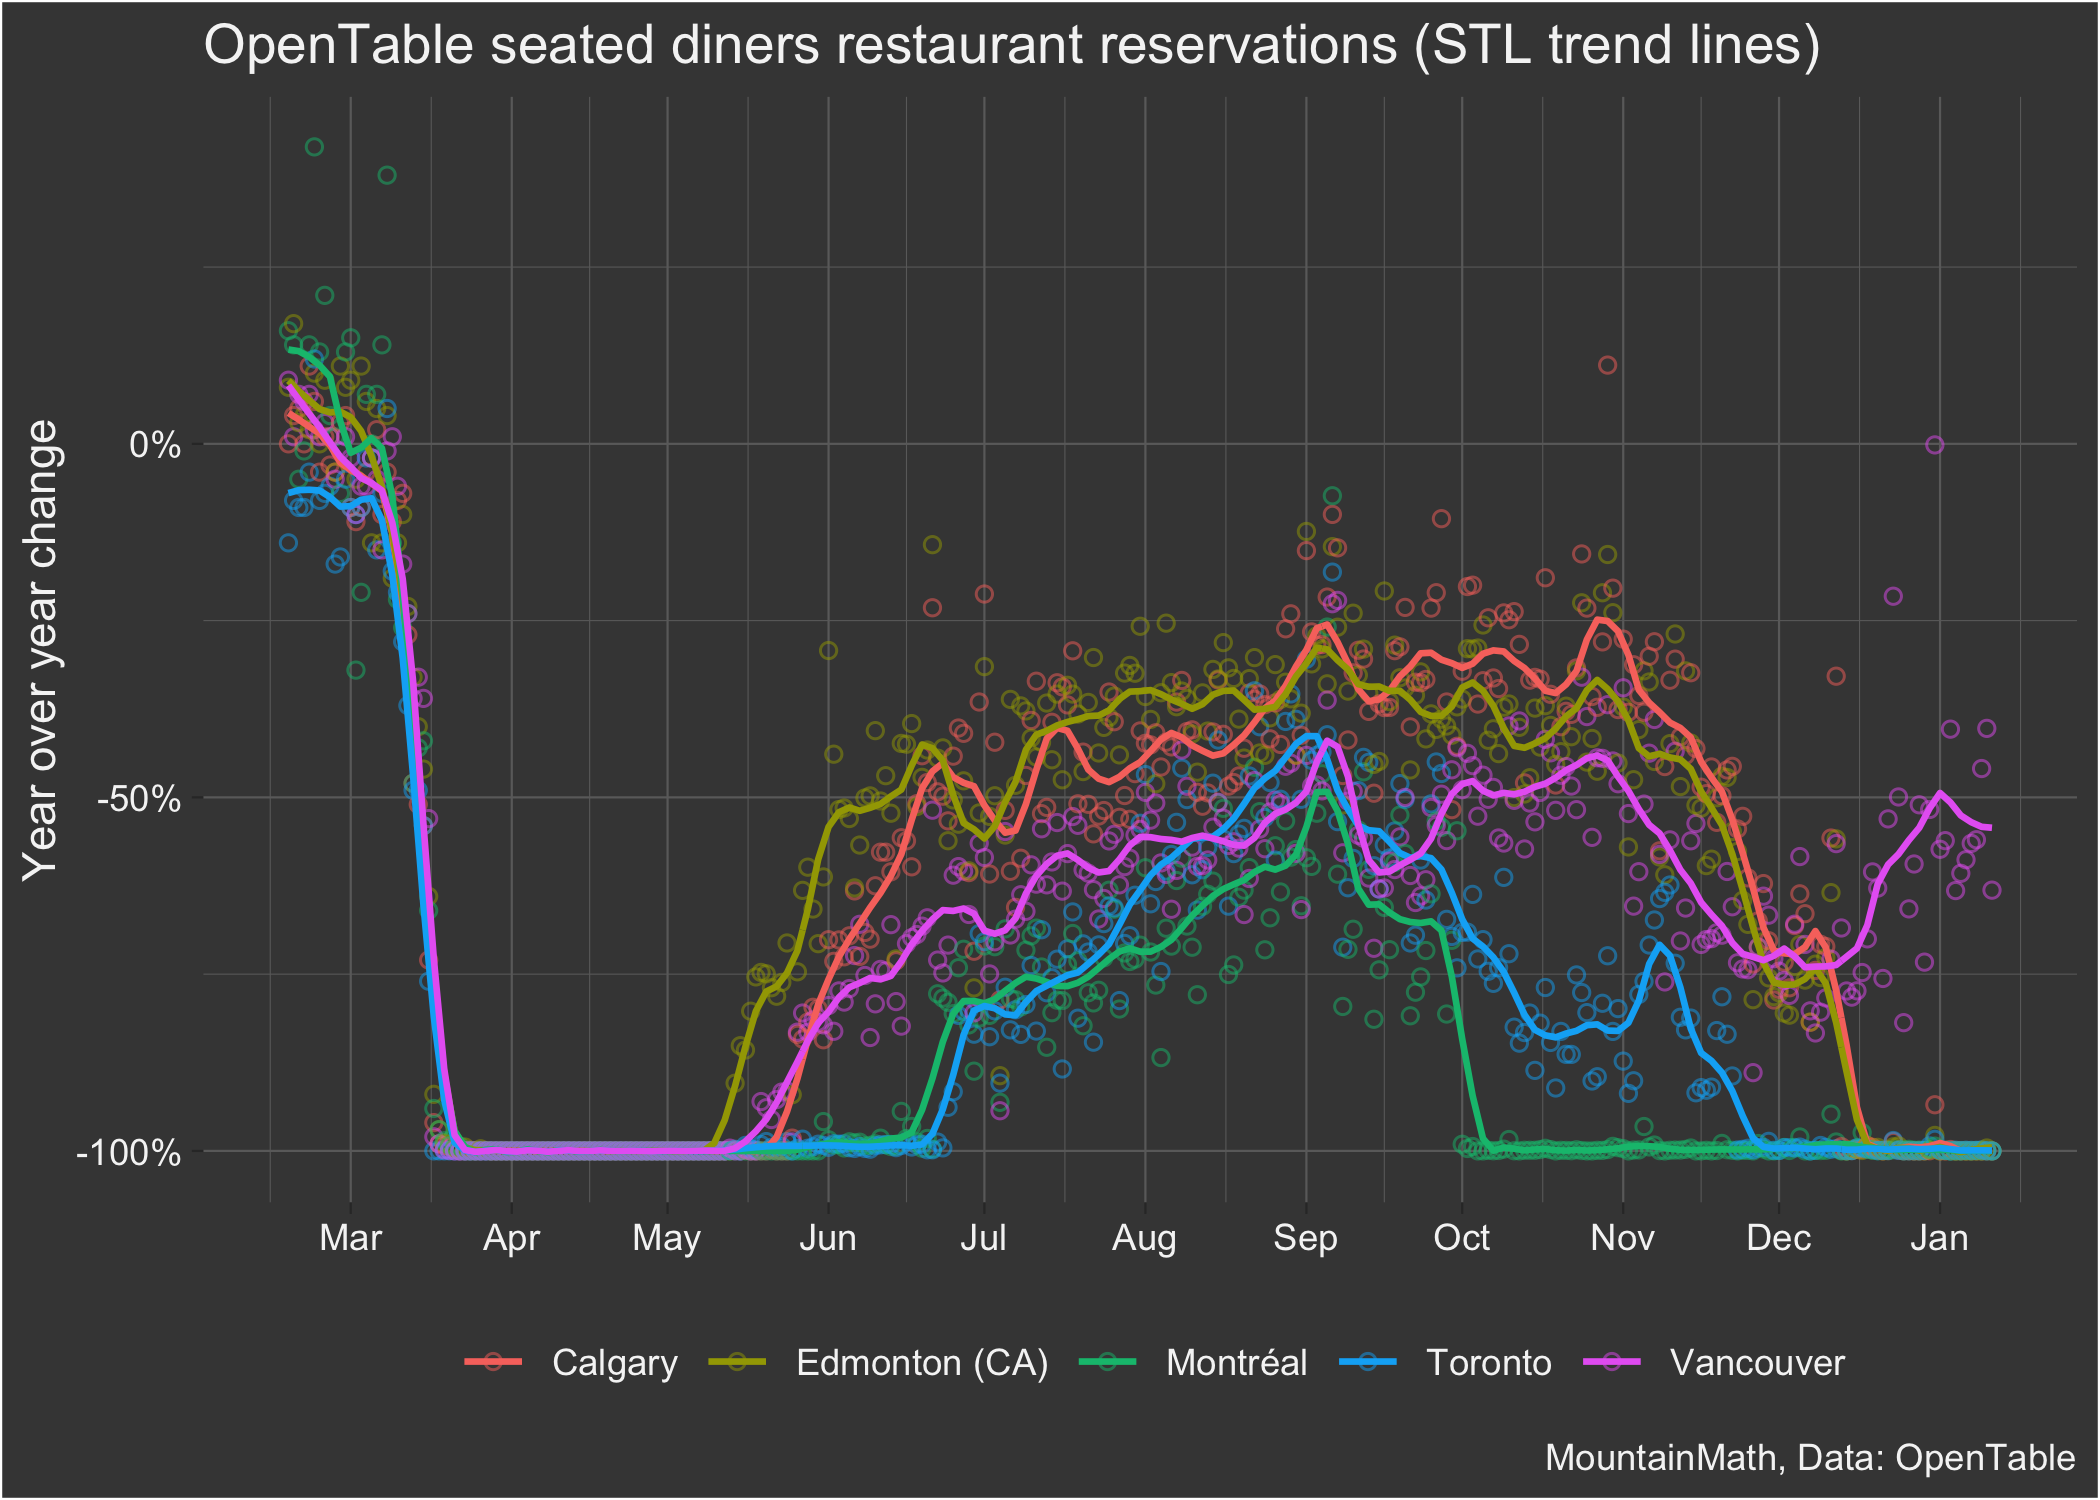 OpenTable seated diners restaurant reservations (STL trend lines)
Year over year change
0%
-50%
-100%
Mar Apr May Jun Jul Aug Sep Oct Nov Dec Jan
Calgary Edmonton (CA) Montréal Toronto Vancouver
MountainMath, Data: OpenTable